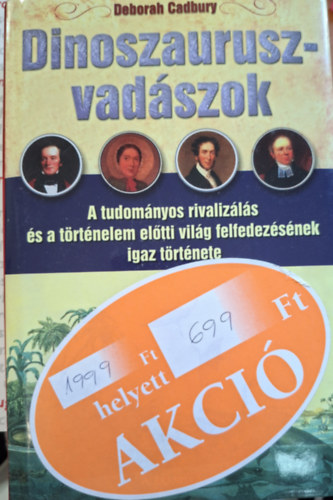 Deborah Cadbury
Dinoszaurusz-
vadászok
A tudományos rivalizálás
és a történelem előtti világ felfedezésének
igaz története
1999 Ft
helyett
699 Ft
AKCIÓ